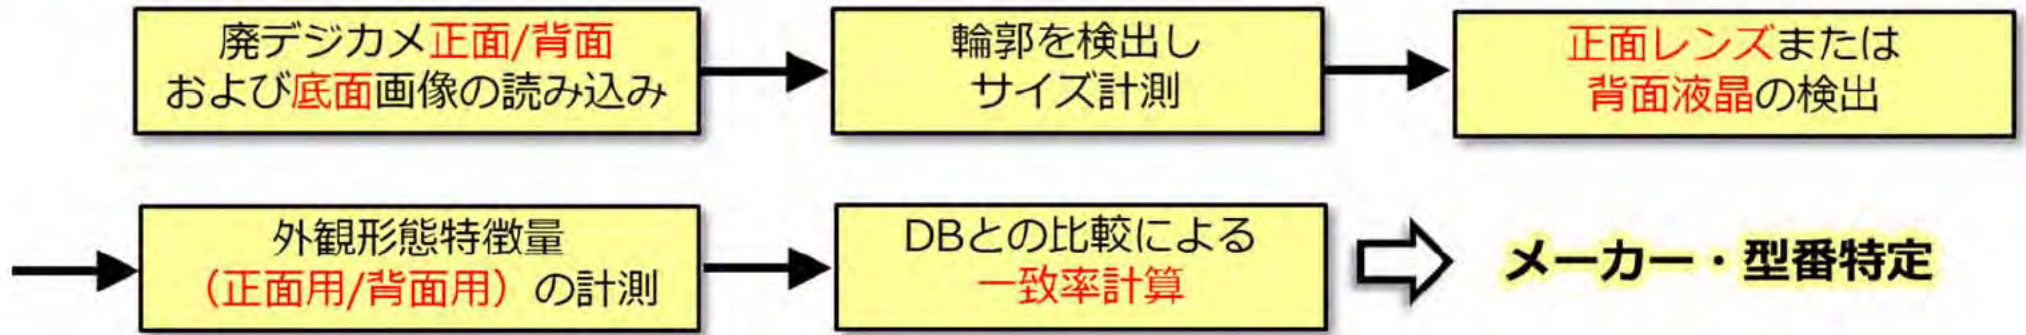 廃デジカメ正面/背面
および底面画像の読み込み
輪郭を検出し
サイズ計測
正面レンズまたは
背面液晶の検出
外観形態特徴量
（正面用/背面用）の計測
DBとの比較による
一致率計算
メーカー・型番特定